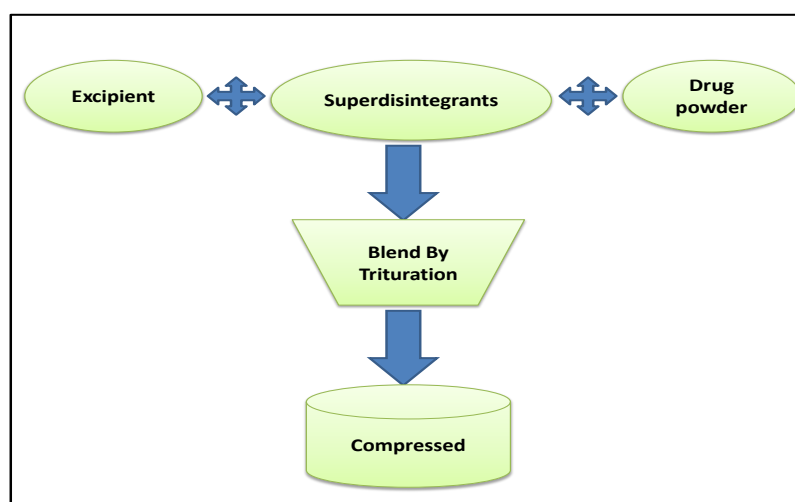 Excipient
Superdisintegrants
Drug
powder
Blend By
Trituration
Compressed